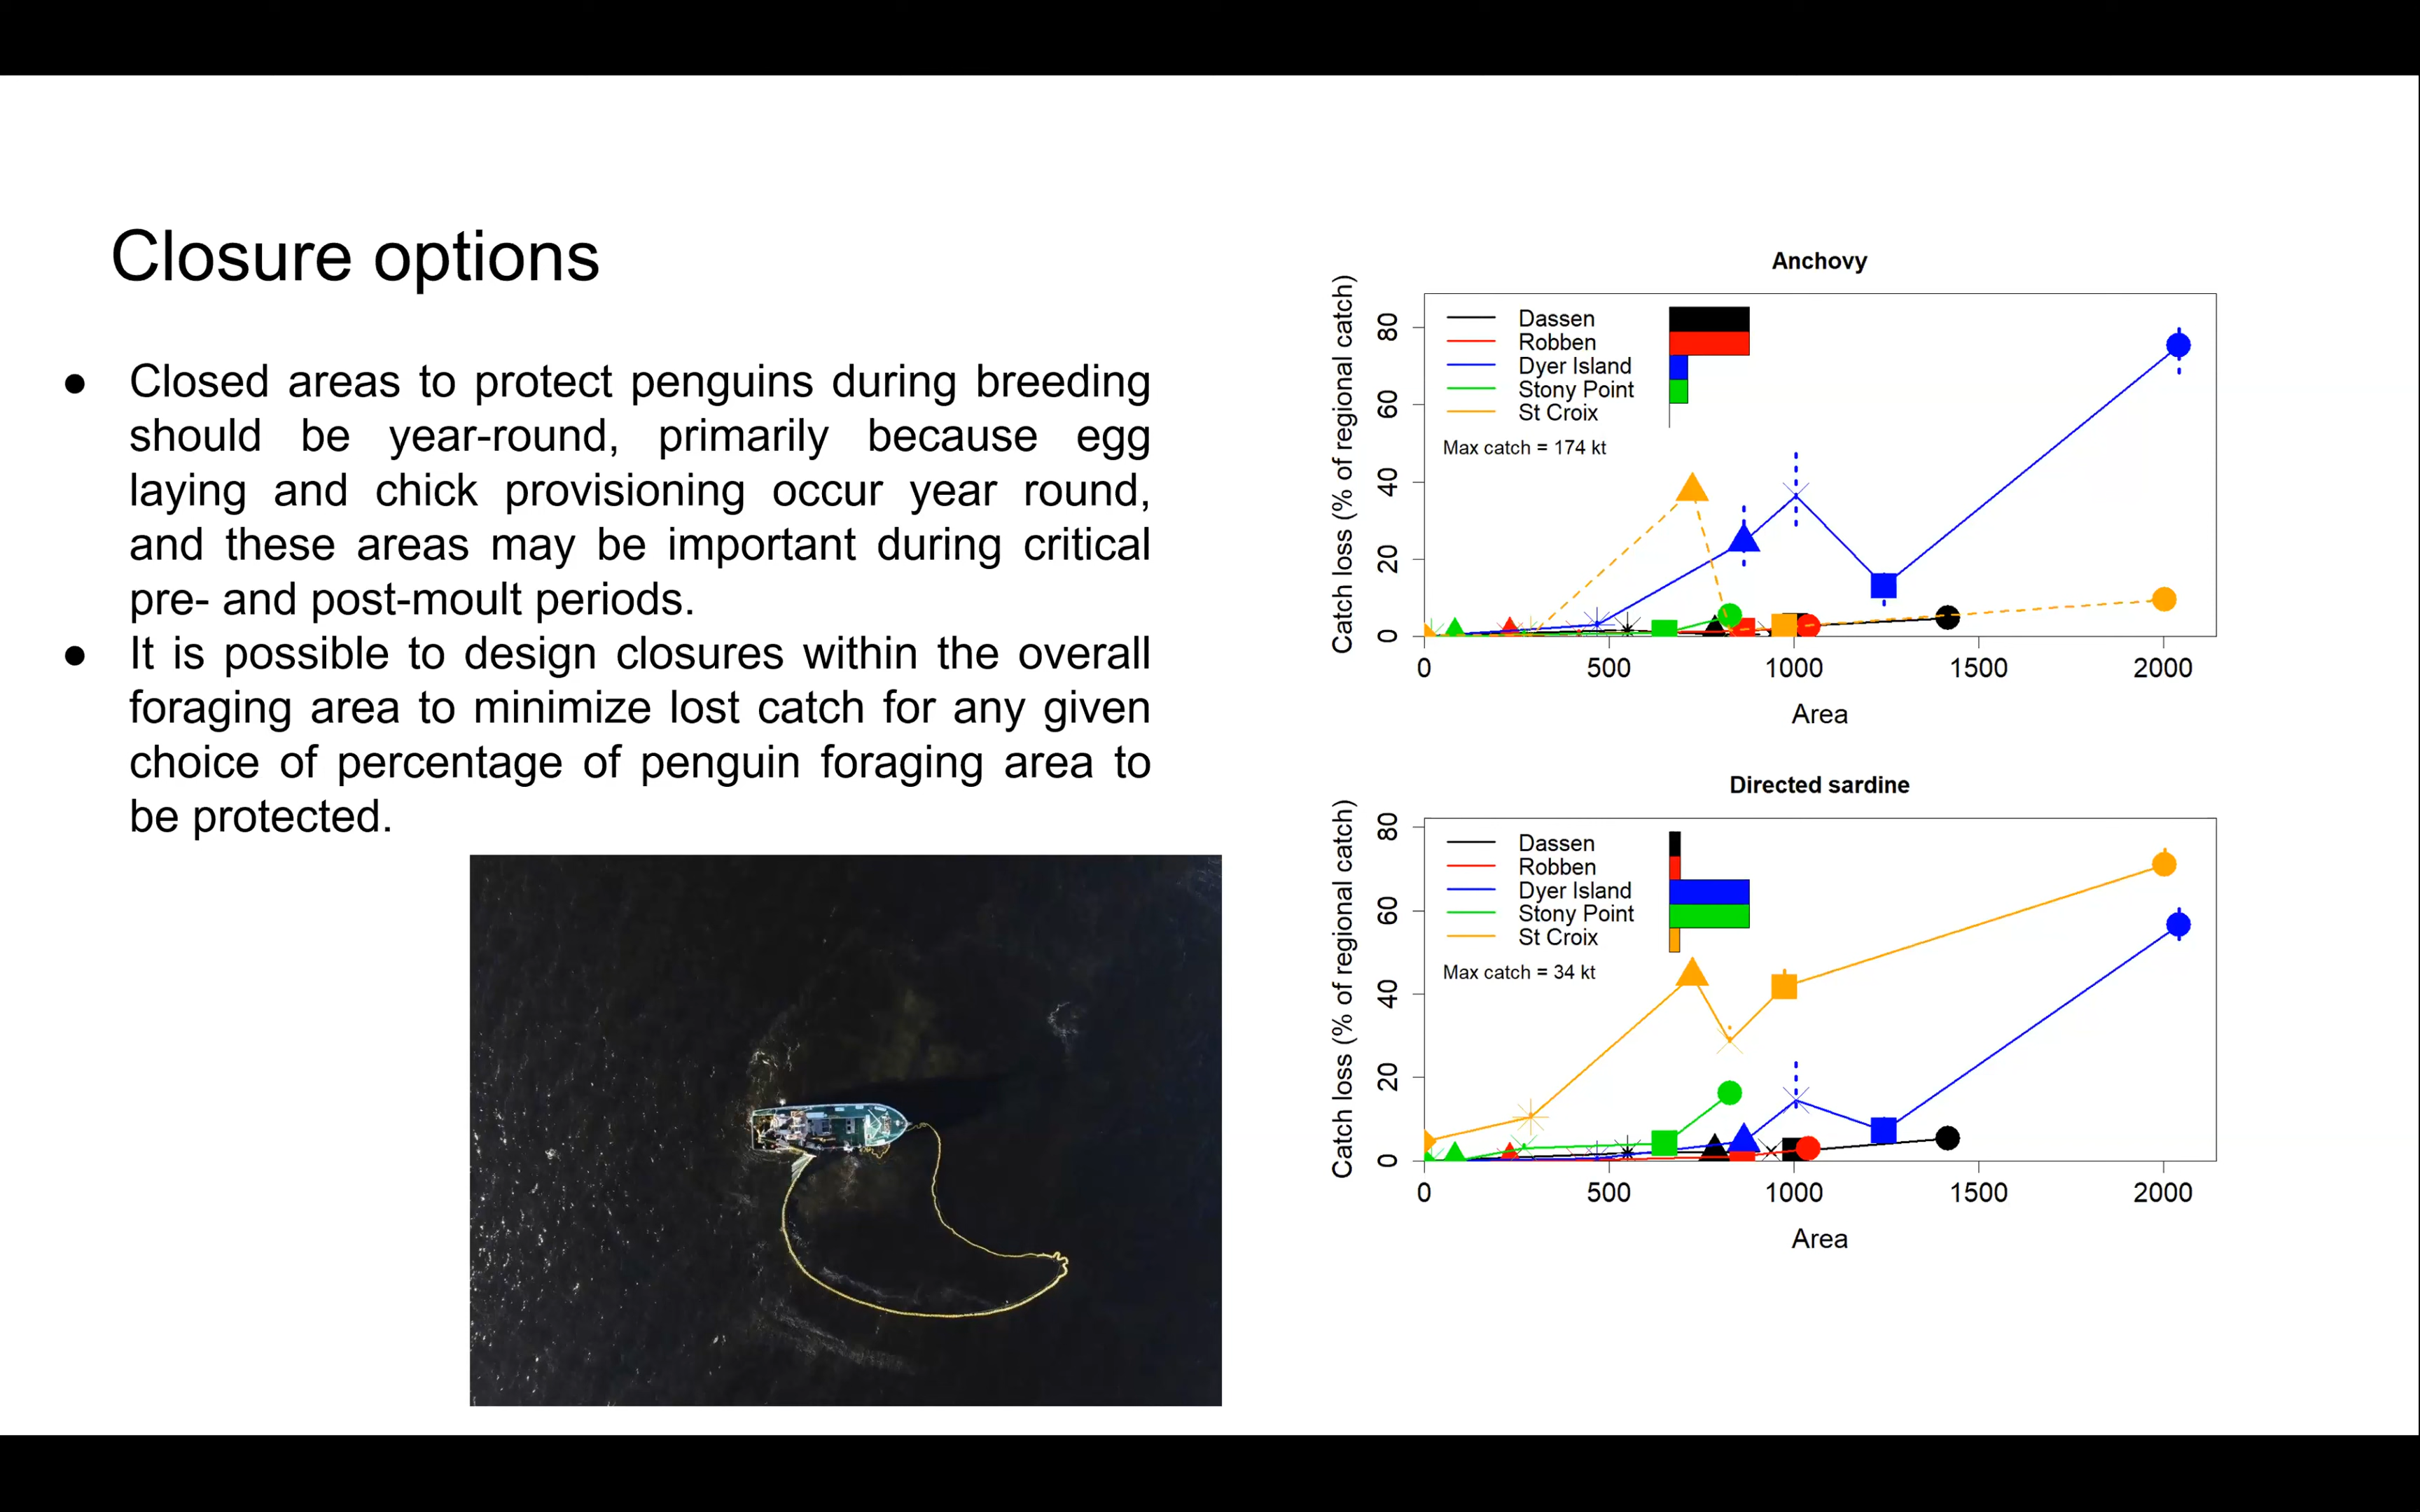 Closure options
● Closed areas to protect penguins during breeding
should be year-round, primarily because egg
laying and chick provisioning occur year round,
and these areas may be important during critical
pre- and post-moult periods.
● It is possible to design closures within the overall
foraging area to minimize lost catch for any given
choice of percentage of penguin foraging area to
be protected.
Anchovy
Catch loss (% of regional catch)
80
60
40
20
0
Dassen
Robben
Dyer Island
Stony Point
St Croix
Max catch = 174 kt
0 500 1000 1500 2000
Area
Directed sardine
Catch loss (% of regional catch)
80
60
40
20
0
Dassen
Robben
Dyer Island
Stony Point
St Croix
Max catch = 34 kt
0 500 1000 1500 2000
Area